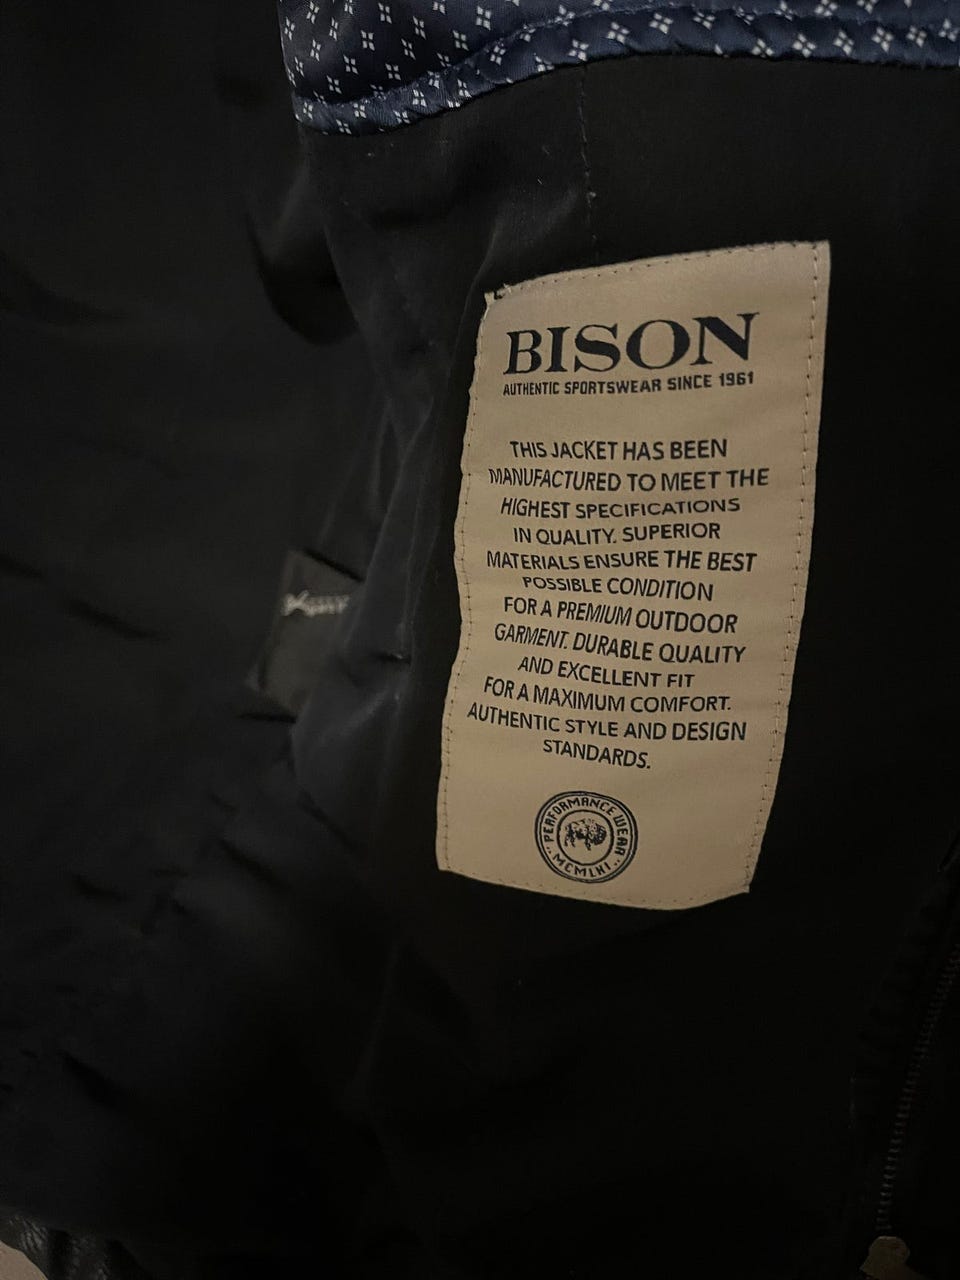 BISON
AUTHENTIC SPORTSWEAR SINCE 1961
THIS JACKET HAS BEEN
MANUFACTURED TO MEET THE
HIGHEST SPECIFICATIONS
IN QUALITY. SUPERIOR
MATERIALS ENSURE THE BEST
POSSIBLE CONDITION
FOR A PREMIUM OUTDOOR
GARMENT. DURABLE QUALITY
AND EXCELLENT FIT
FOR A MAXIMUM COMFORT.
AUTHENTIC STYLE AND DESIGN
STANDARDS.
PERFORMANCE WEAR
MCMLXI